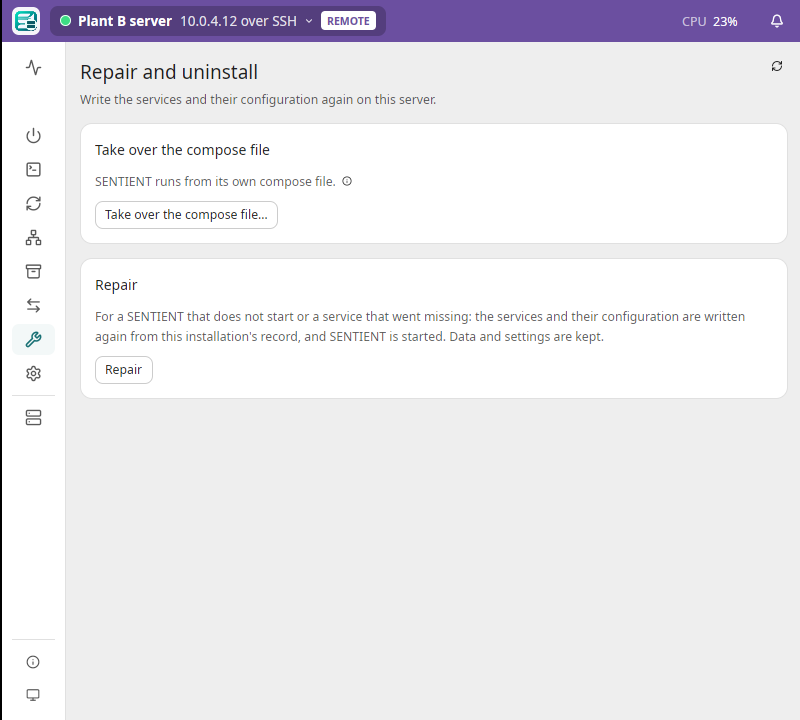 Plant B server 10.0.4.12 over SSH REMOTE CPU 23%
Repair and uninstall
Write the services and their configuration again on this server.
Take over the compose file
SENTIENT runs from its own compose file.
Take over the compose file...
Repair
For a SENTIENT that does not start or a service that went missing: the services and their configuration are written
again from this installation's record, and SENTIENT is started. Data and settings are kept.
Repair